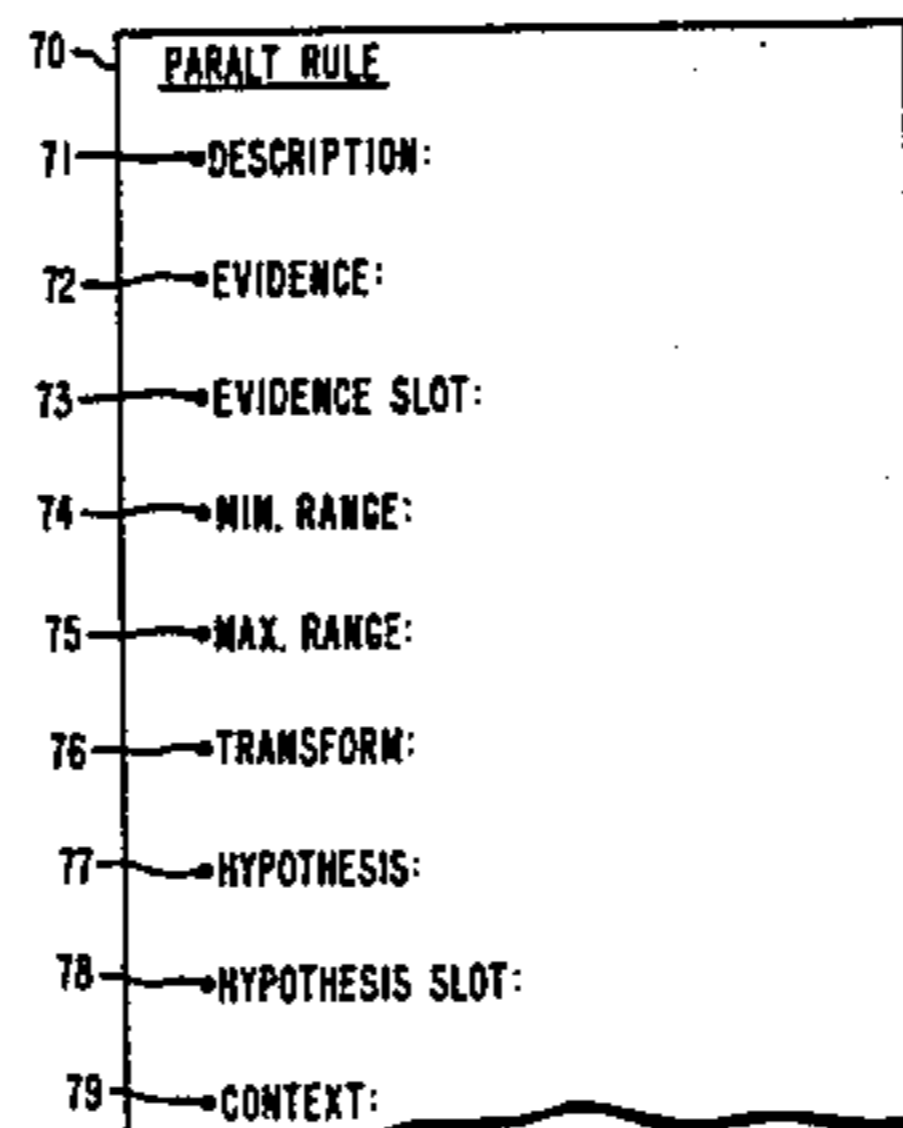 70 PARALT RULE
71 •DESCRIPTION:
72 •EVIDENCE:
73 •EVIDENCE SLOT:
74 •MIN. RANGE:
75 •MAX. RANGE:
76 •TRANSFORM:
77 •HYPOTHESIS:
78 •HYPOTHESIS SLOT:
79 •CONTEXT: